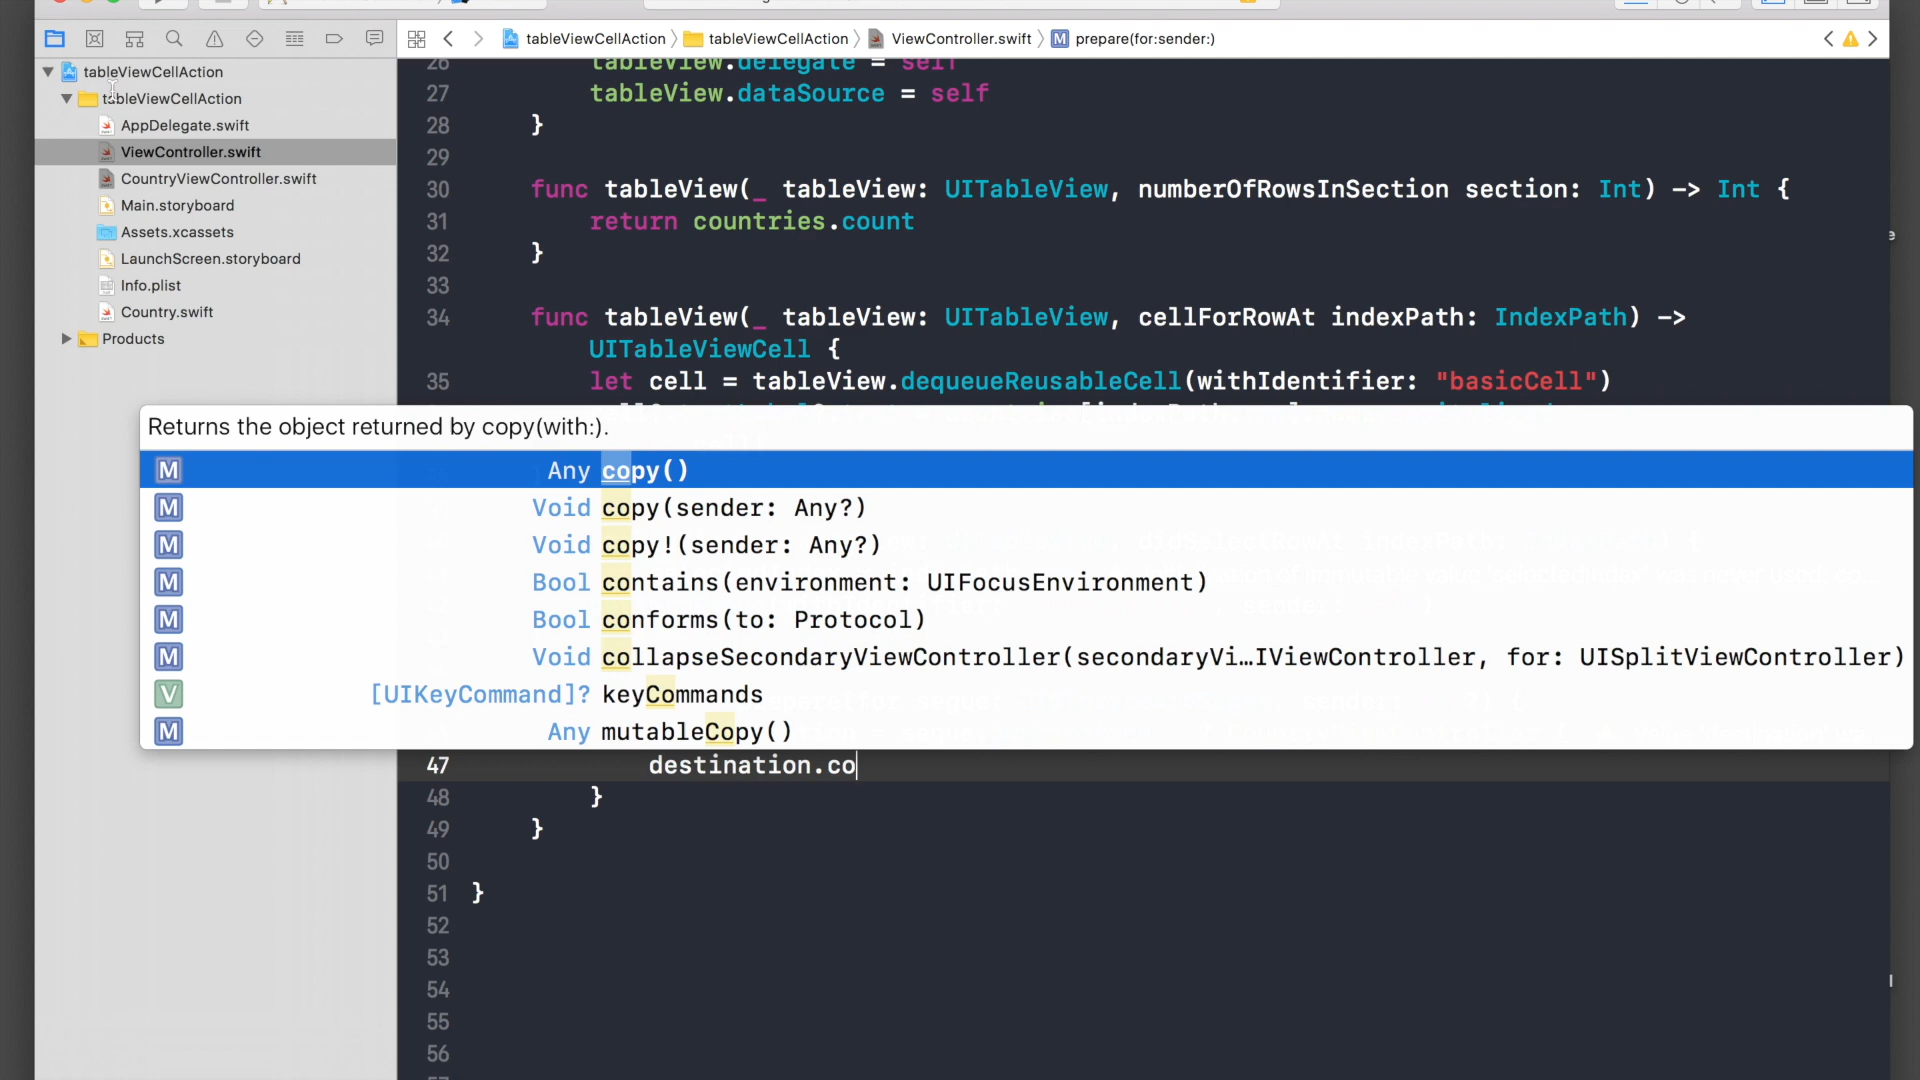 tableViewCellAction
tableViewCellAction
ViewController.swift
prepare(for:sender:)
tableViewCellAction
tableViewCellAction
AppDelegate.swift
ViewController.swift
CountryViewController.swift
Main.storyboard
Assets.xcassets
LaunchScreen.storyboard
Info.plist
Country.swift
Products
26 tableView.delegate = self
27 tableView.dataSource = self
28 }
29
30 func tableView(_ tableView: UITableView, numberOfRowsInSection section: Int) -> Int {
31 return countries.count
32 }
33
34 func tableView(_ tableView: UITableView, cellForRowAt indexPath: IndexPath) ->
UITableViewCell {
35 let cell = tableView.dequeueReusableCell(withIdentifier: "basicCell")
Returns the object returned by copy(with:).
M Any copy()
M Void copy(sender: Any?)
M Void copy!(sender: Any?)
M Bool contains(environment: UIFocusEnvironment)
M Bool conforms(to: Protocol)
M Void collapseSecondaryViewController(secondaryVi…IViewController, for: UISplitViewController)
V [UIKeyCommand]? keyCommands
M Any mutableCopy()
47 destination.co
48 }
49 }
50
51 }
52
53
54
55
56